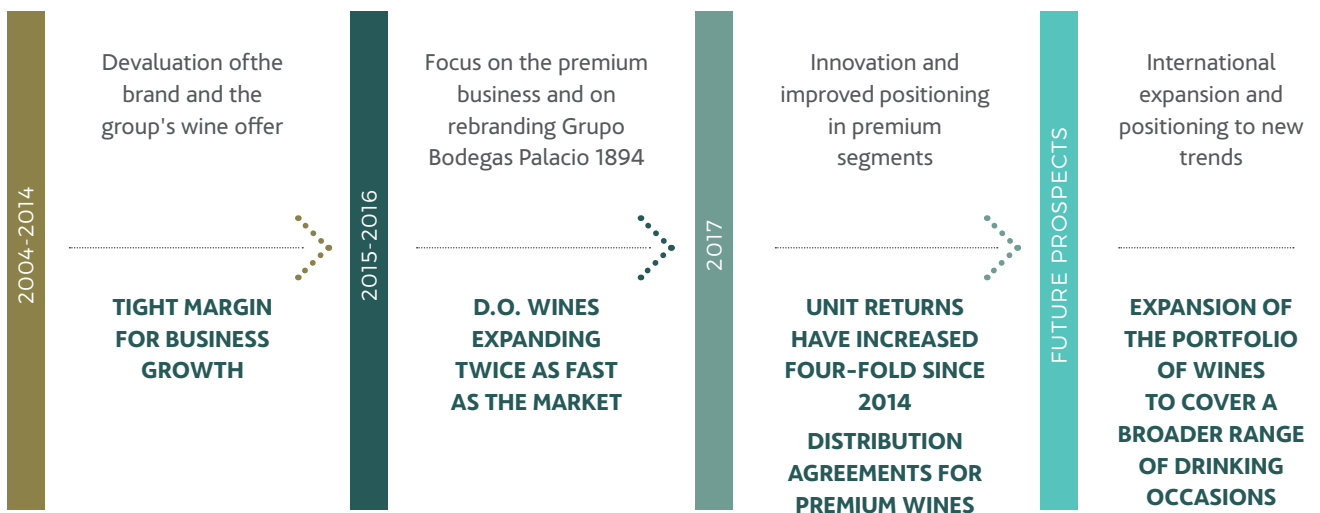 2004-2014
Devaluation ofthe
brand and the
group's wine offer
TIGHT MARGIN
FOR BUSINESS
GROWTH
2015-2016
Focus on the premium
business and on
rebranding Grupo
Bodegas Palacio 1894
D.O. WINES
EXPANDING
TWICE AS FAST
AS THE MARKET
2017
Innovation and
improved positioning
in premium
segments
UNIT RETURNS
HAVE INCREASED
FOUR-FOLD SINCE
2014
DISTRIBUTION
AGREEMENTS FOR
PREMIUM WINES
FUTURE PROSPECTS
International
expansion and
positioning to new
trends
EXPANSION OF
THE PORTFOLIO
OF WINES
TO COVER A
BROADER RANGE
OF DRINKING
OCCASIONS